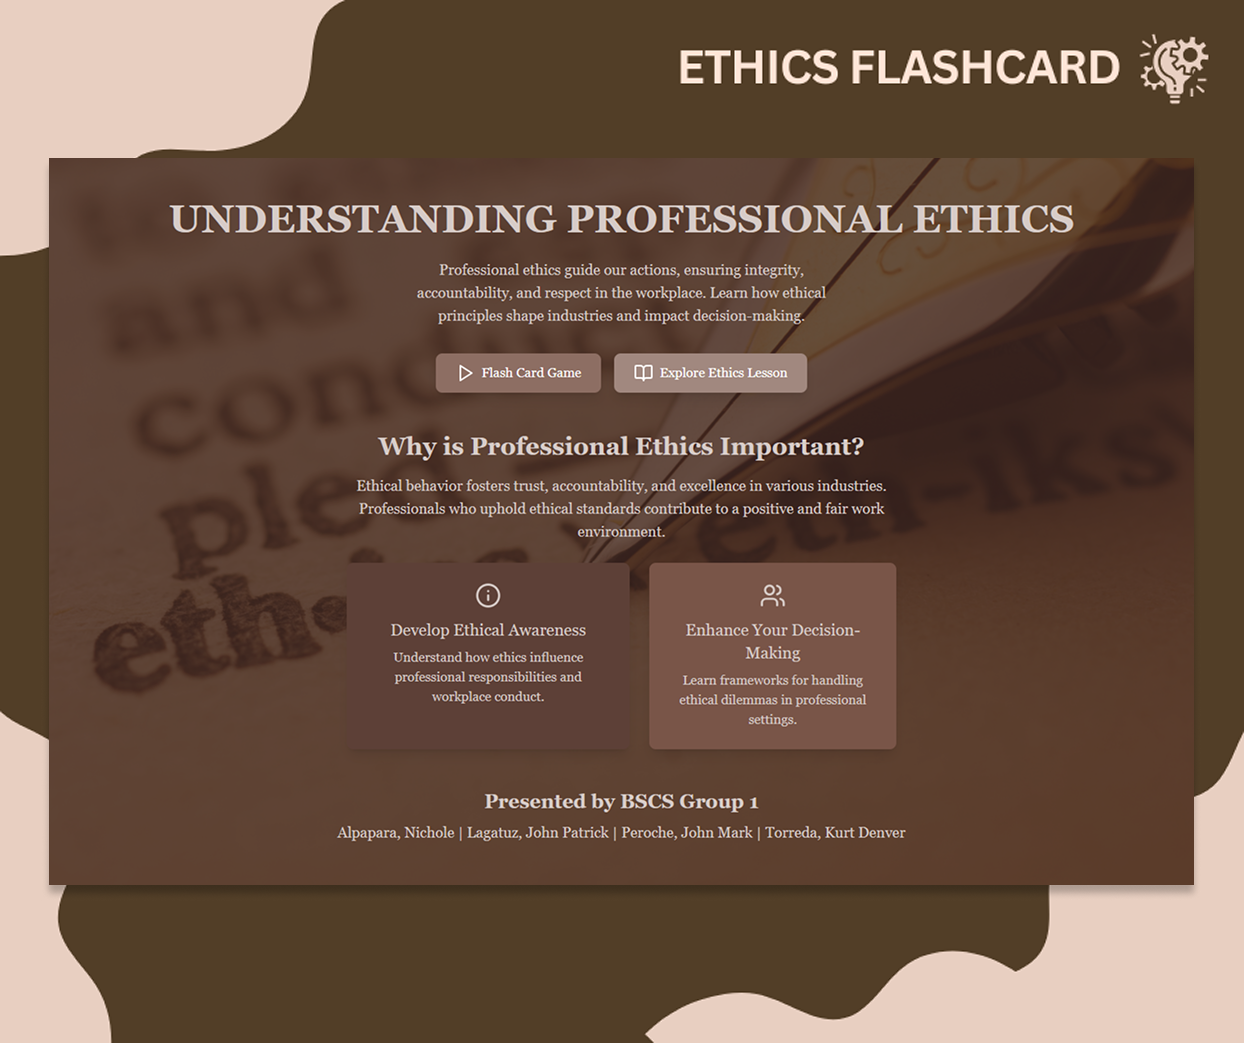 ETHICS FLASHCARD
UNDERSTANDING PROFESSIONAL ETHICS
Professional ethics guide our actions, ensuring integrity,
accountability, and respect in the workplace. Learn how ethical
principles shape industries and impact decision-making.
Flash Card Game
Explore Ethics Lesson
Why is Professional Ethics Important?
Ethical behavior fosters trust, accountability, and excellence in various industries.
Professionals who uphold ethical standards contribute to a positive and fair work
environment.
Develop Ethical Awareness
Understand how ethics influence
professional responsibilities and
workplace conduct.
Enhance Your Decision-
Making
Learn frameworks for handling
ethical dilemmas in professional
settings.
Presented by BSCS Group 1
Alpapara, Nichole | Lagatuz, John Patrick | Peroche, John Mark | Torreda, Kurt Denver
and
conduct
pled
eth-iks